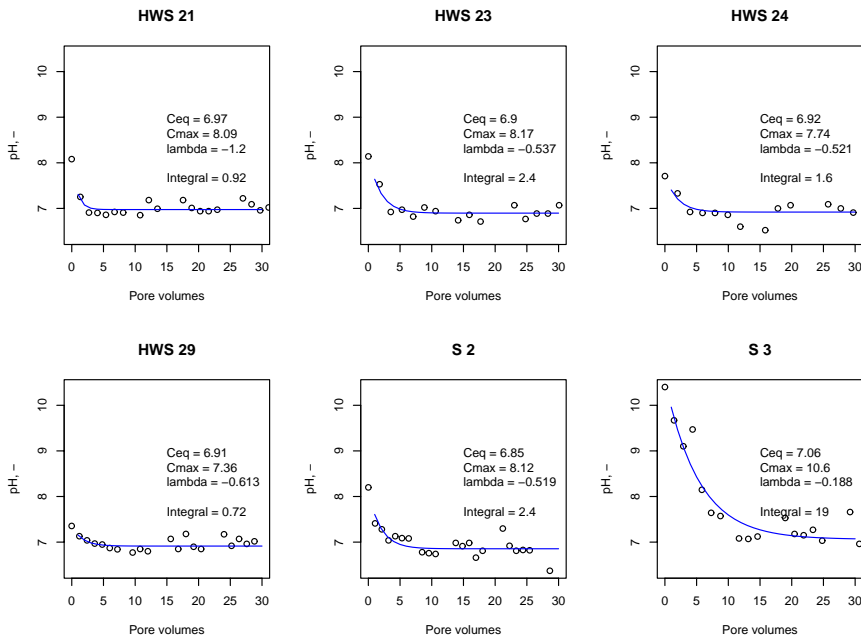 HWS 21
10
9
8
7
pH, −
Ceq = 6.97
Cmax = 8.09
lambda = −1.2
Integral = 0.92
0 5 10 15 20 25 30
Pore volumes
HWS 23
10
9
8
7
pH, −
Ceq = 6.9
Cmax = 8.17
lambda = −0.537
Integral = 2.4
0 5 10 15 20 25 30
Pore volumes
HWS 24
10
9
8
7
pH, −
Ceq = 6.92
Cmax = 7.74
lambda = −0.521
Integral = 1.6
0 5 10 15 20 25 30
Pore volumes
HWS 29
10
9
8
7
pH, −
Ceq = 6.91
Cmax = 7.36
lambda = −0.613
Integral = 0.72
0 5 10 15 20 25 30
Pore volumes
S 2
10
9
8
7
pH, −
Ceq = 6.85
Cmax = 8.12
lambda = −0.519
Integral = 2.4
0 5 10 15 20 25 30
Pore volumes
S 3
10
9
8
7
pH, −
Ceq = 7.06
Cmax = 10.6
lambda = −0.188
Integral = 19
0 5 10 15 20 25 30
Pore volumes